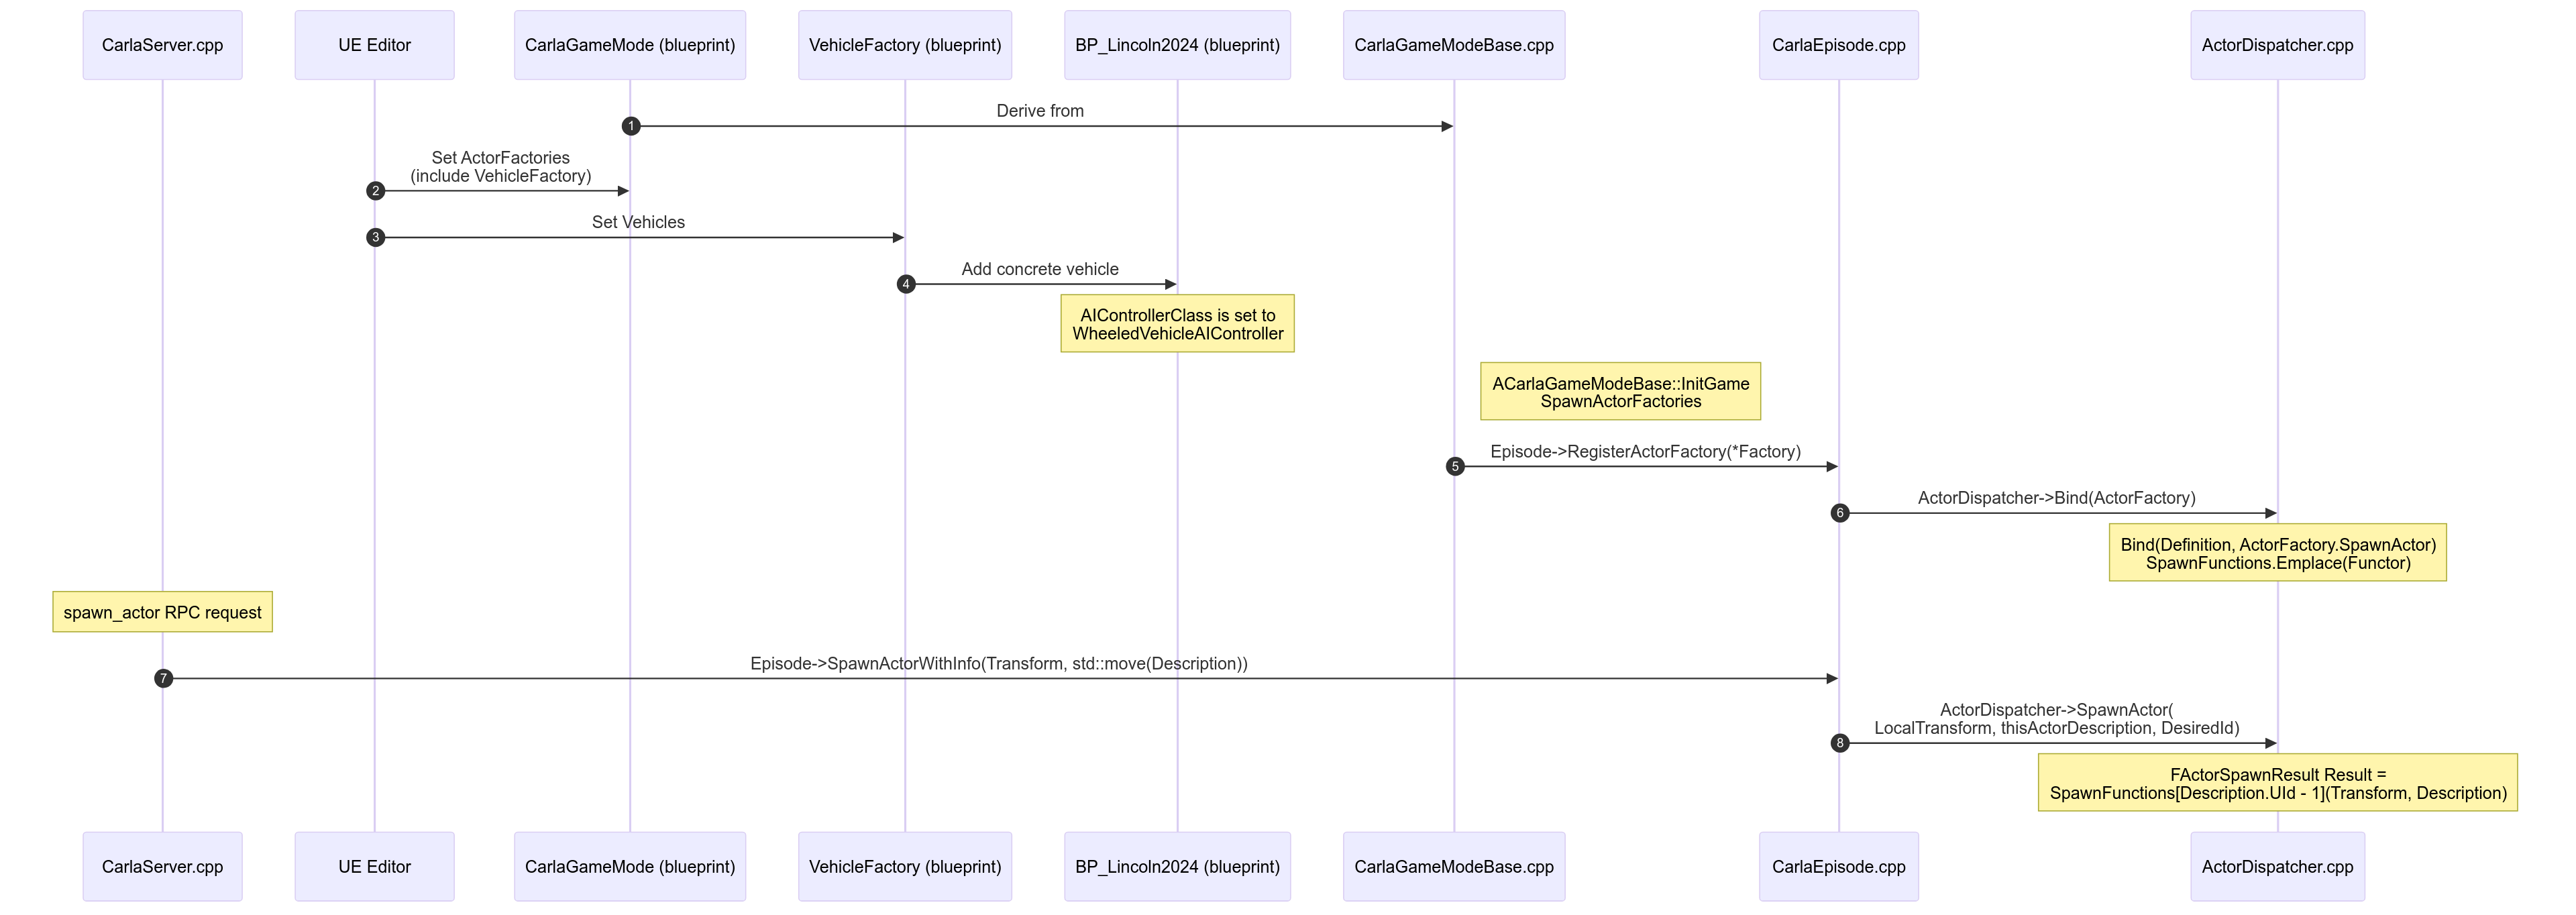 CarlaServer.cpp
UE Editor
CarlaGameMode (blueprint)
VehicleFactory (blueprint)
BP_Lincoln2024 (blueprint)
CarlaGameModeBase.cpp
CarlaEpisode.cpp
ActorDispatcher.cpp
Derive from
1
Set ActorFactories
(include VehicleFactory)
2
Set Vehicles
3
Add concrete vehicle
4
AIControllerClass is set to
WheeledVehicleAIController
ACarlaGameModeBase::InitGame
SpawnActorFactories
Episode->RegisterActorFactory(*Factory)
5
ActorDispatcher->Bind(ActorFactory)
6
Bind(Definition, ActorFactory.SpawnActor)
SpawnFunctions.Emplace(Functor)
spawn_actor RPC request
Episode->SpawnActorWithInfo(Transform, std::move(Description))
7
ActorDispatcher->SpawnActor(
LocalTransform, thisActorDescription, DesiredId)
8
FActorSpawnResult Result =
SpawnFunctions[Description.UId - 1](Transform, Description)
CarlaServer.cpp
UE Editor
CarlaGameMode (blueprint)
VehicleFactory (blueprint)
BP_Lincoln2024 (blueprint)
CarlaGameModeBase.cpp
CarlaEpisode.cpp
ActorDispatcher.cpp